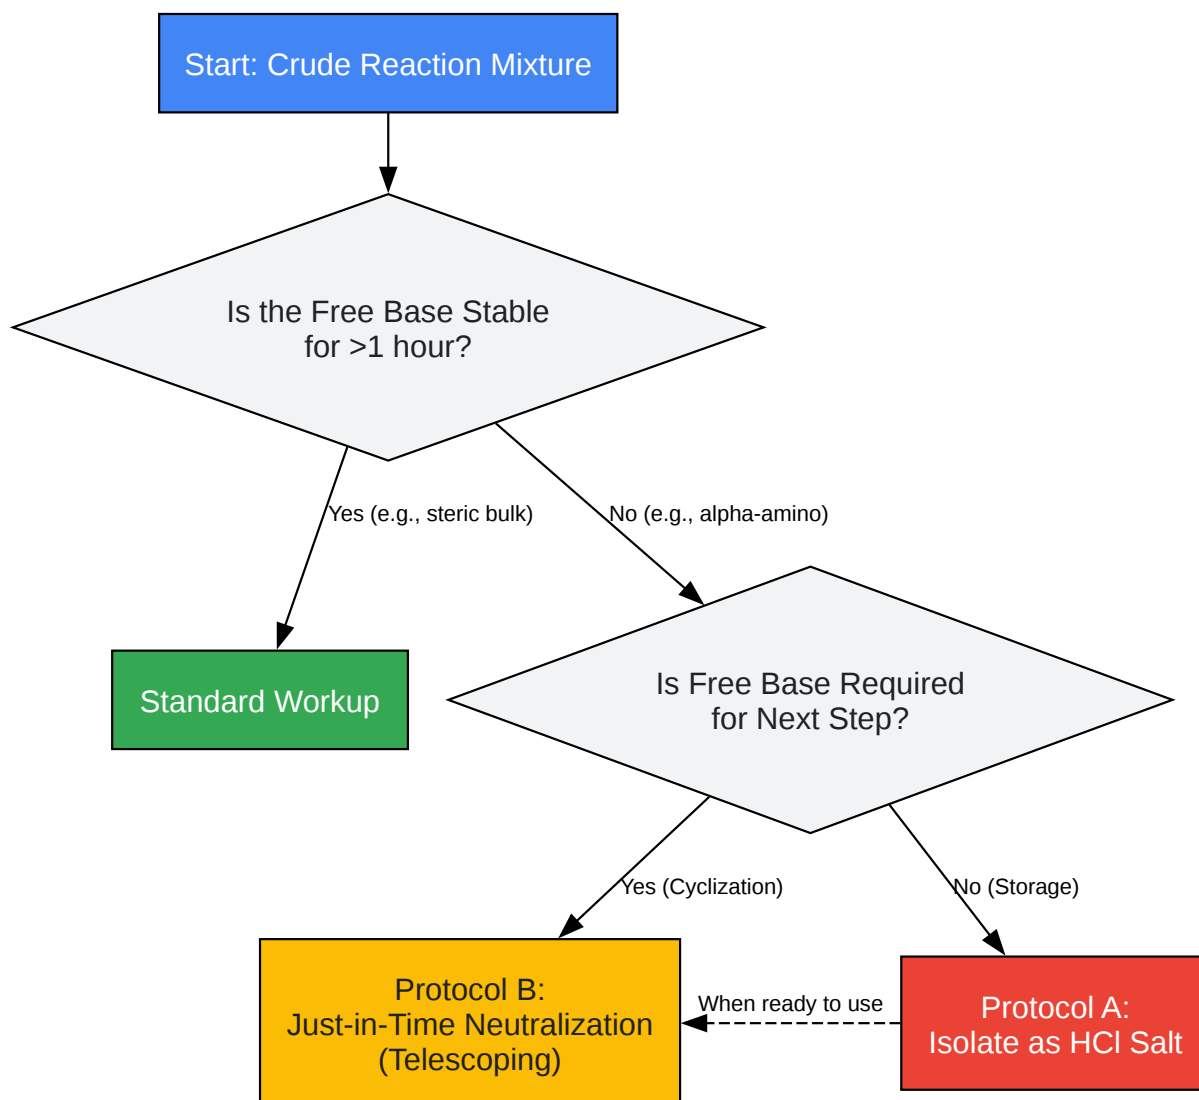 Start: Crude Reaction Mixture
Is the Free Base Stable
for >1 hour?
Yes (e.g., steric bulk)
No (e.g., alpha-amino)
Standard Workup
Is Free Base Required
for Next Step?
Yes (Cyclization)
No (Storage)
Protocol B:
Just-in-Time Neutralization
(Telescoping)
When ready to use
Protocol A:
Isolate as HCl Salt